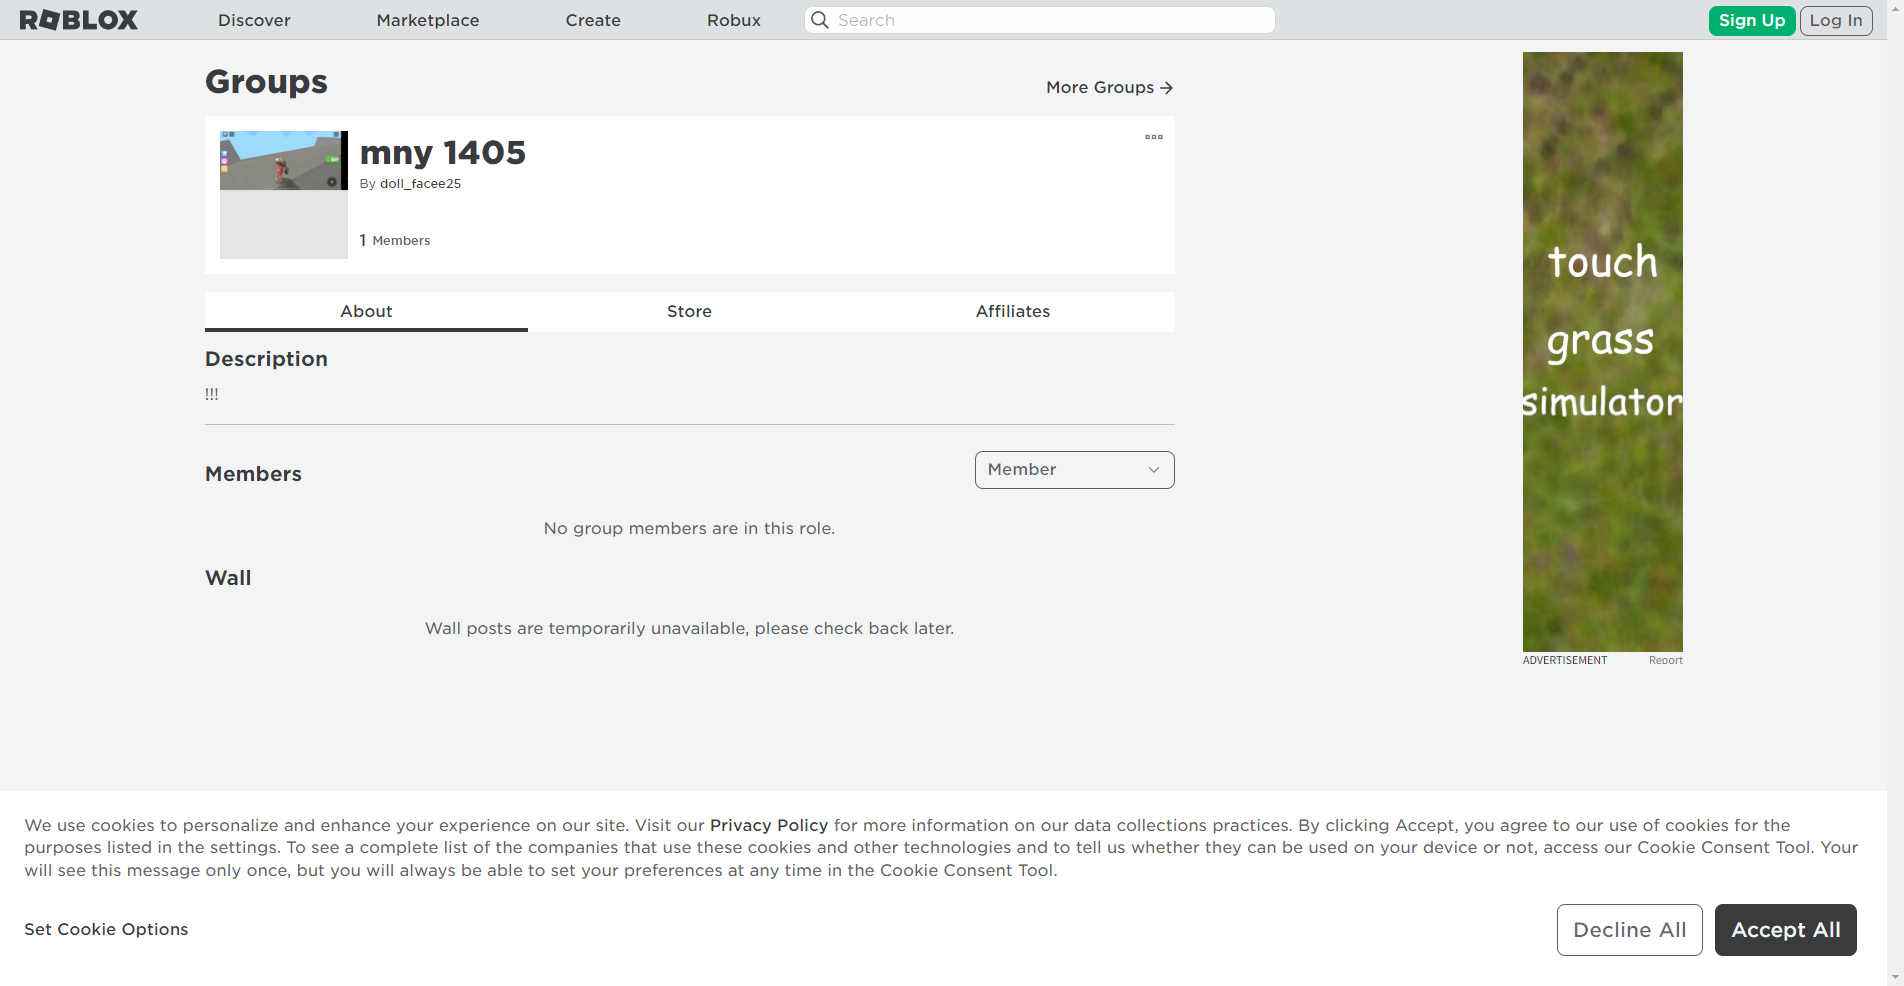 ROBLOX
Discover
Marketplace
Create
Robux
Search
Sign Up
Log In
Groups
More Groups
mny 1405
By doll_facee25
1 Members
About
Store
Affiliates
Description
!!!
Members
Member
No group members are in this role.
Wall
Wall posts are temporarily unavailable, please check back later.
touch
grass
simulator
ADVERTISEMENT
Report
We use cookies to personalize and enhance your experience on our site. Visit our Privacy Policy for more information on our data collections practices. By clicking Accept, you agree to our use of cookies for the
purposes listed in the settings. To see a complete list of the companies that use these cookies and other technologies and to tell us whether they can be used on your device or not, access our Cookie Consent Tool. Your
will see this message only once, but you will always be able to set your preferences at any time in the Cookie Consent Tool.
Set Cookie Options
Decline All
Accept All